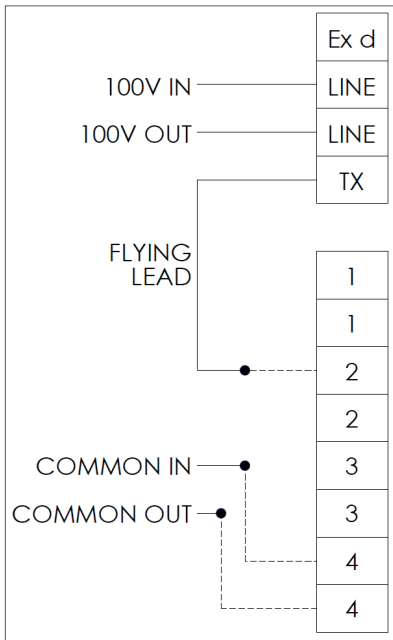 Ex d
100V IN
LINE
100V OUT
LINE
TX
FLYING
LEAD
1
1
2
2
COMMON IN
3
COMMON OUT
3
4
4